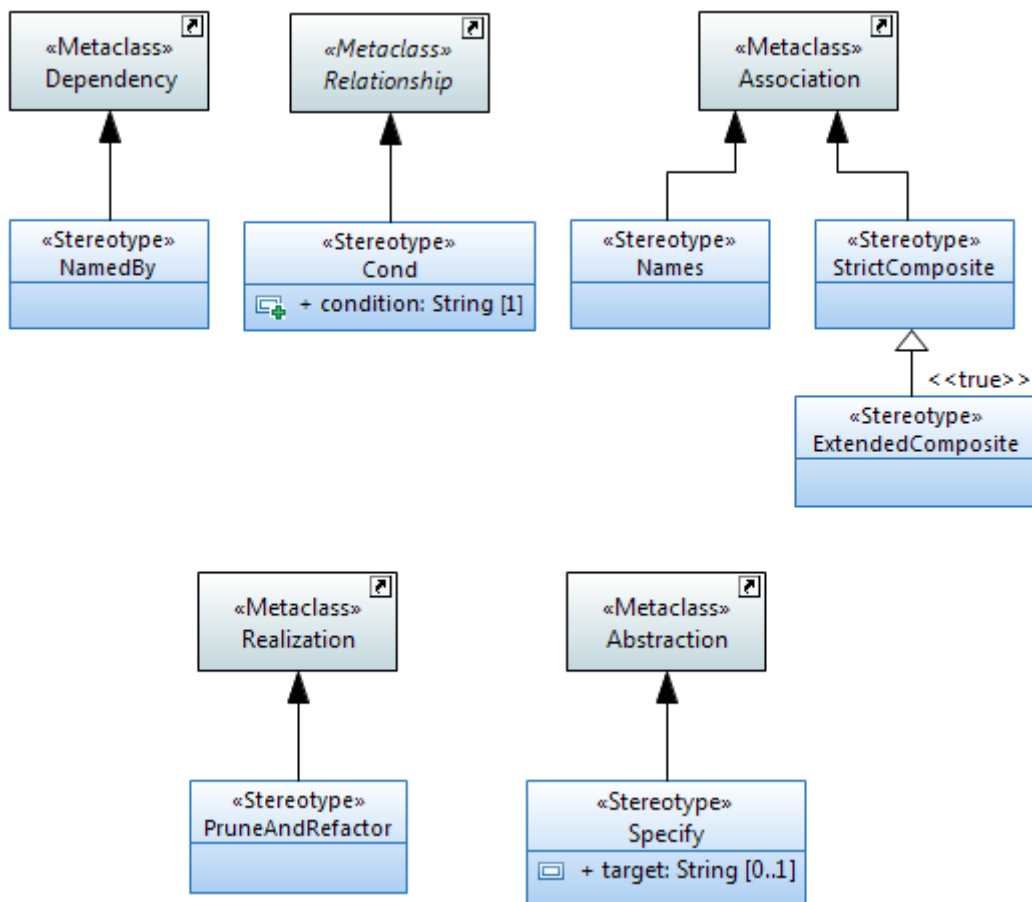 «Metaclass»
Dependency
«Metaclass»
Relationship
«Metaclass»
Association
«Stereotype»
NamedBy
«Stereotype»
Cond
+ condition: String [1]
«Stereotype»
Names
«Stereotype»
StrictComposite
<<true>>
«Stereotype»
ExtendedComposite
«Metaclass»
Realization
«Metaclass»
Abstraction
«Stereotype»
PruneAndRefactor
«Stereotype»
Specify
+ target: String [0..1]